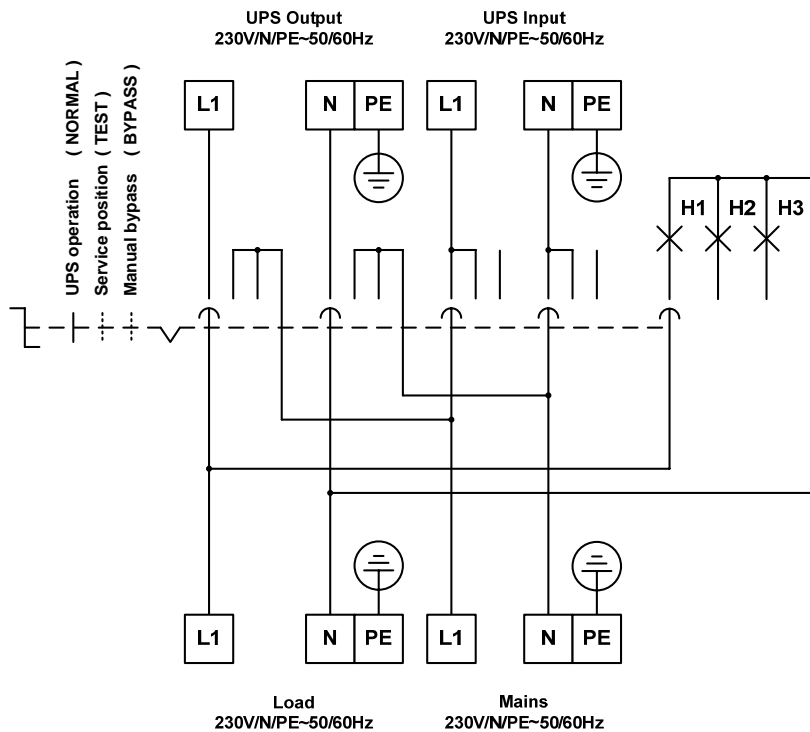 UPS Output
230V/N/PE~50/60Hz
UPS Input
230V/N/PE~50/60Hz
UPS operation ( NORMAL )
Service position ( TEST )
Manual bypass ( BYPASS )
L1
N
PE
L1
N
PE
H1
H2
H3
L1
N
PE
L1
N
PE
Load
230V/N/PE~50/60Hz
Mains
230V/N/PE~50/60Hz